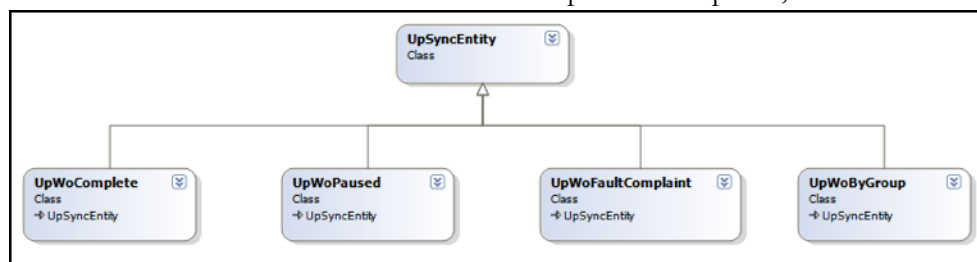 UpSyncEntity
Class
UpWoComplete
Class
UpSyncEntity
UpWoPaused
Class
UpSyncEntity
UpWoFaultComplaint
Class
UpSyncEntity
UpWoByGroup
Class
UpSyncEntity